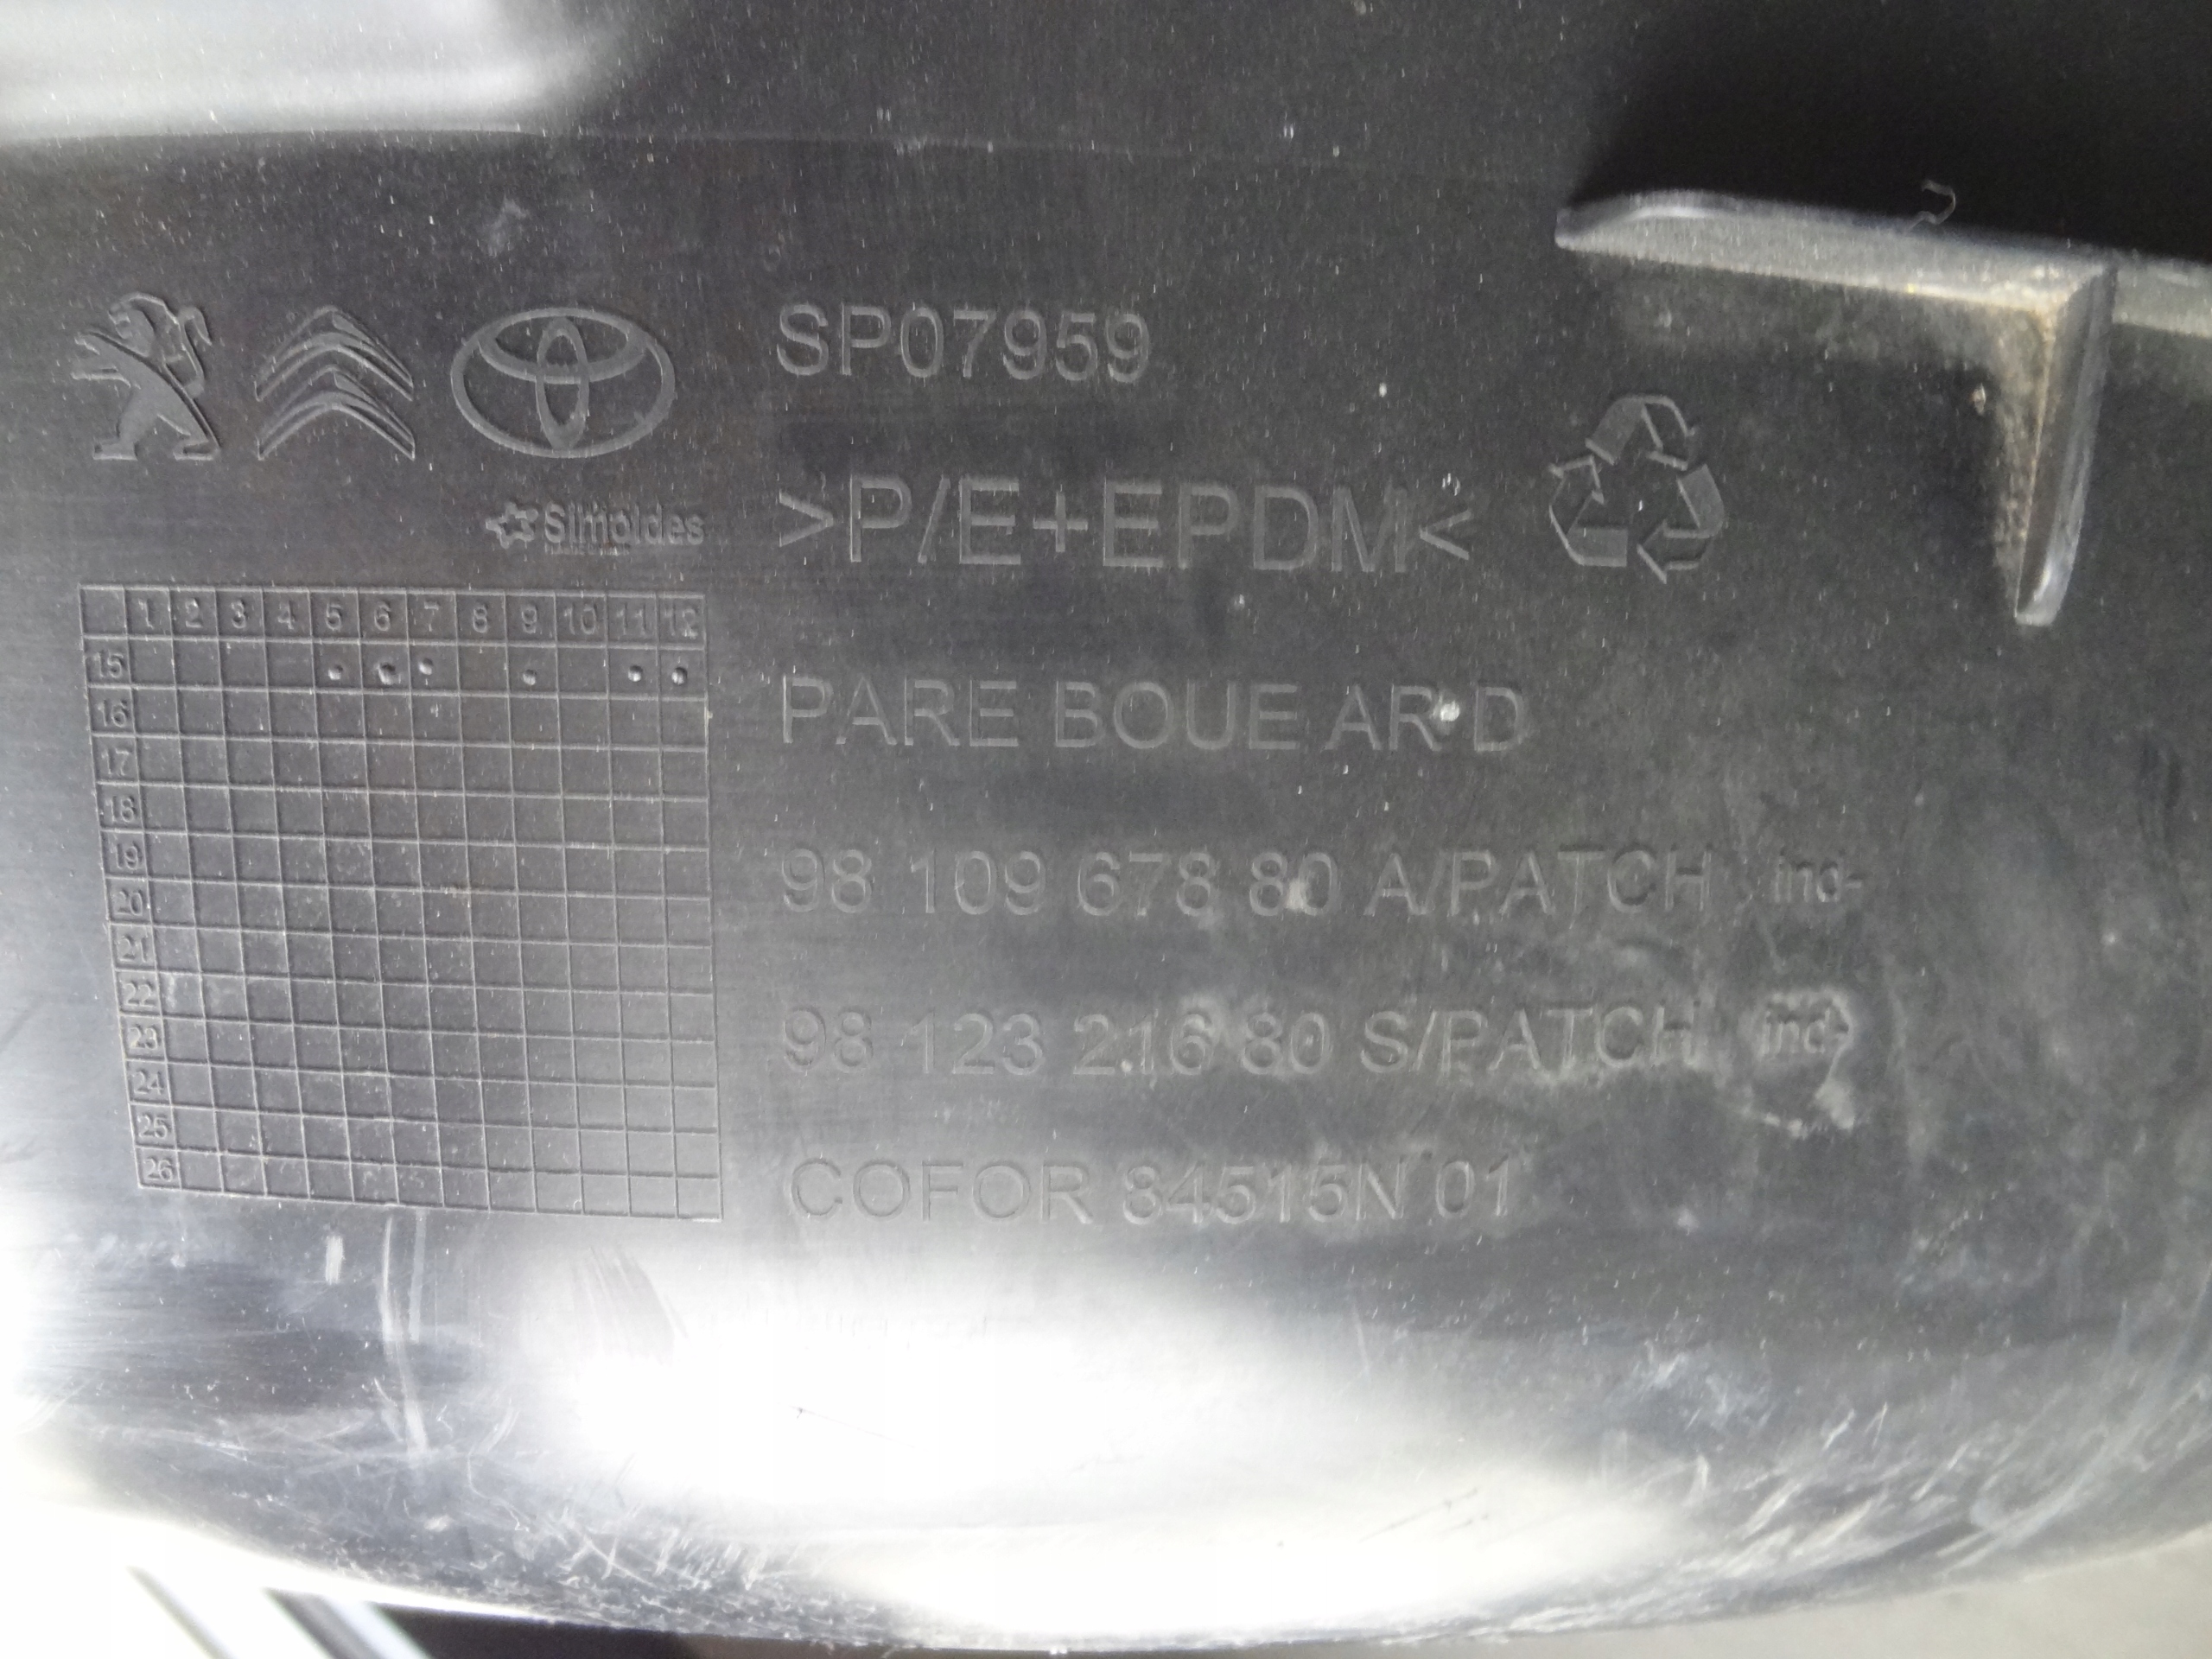 SP07959
Simoldes
>P/E+EPDM<
1 2 3 4 5 6 7 8 9 10 11 12
15
16
17
18
19
20
21
22
23
24
25
26
PARE BOUE AR D
98 109 678 80 A/PATCH ind-
98 123 216 80 S/PATCH ind-
COFOR 84515N 01